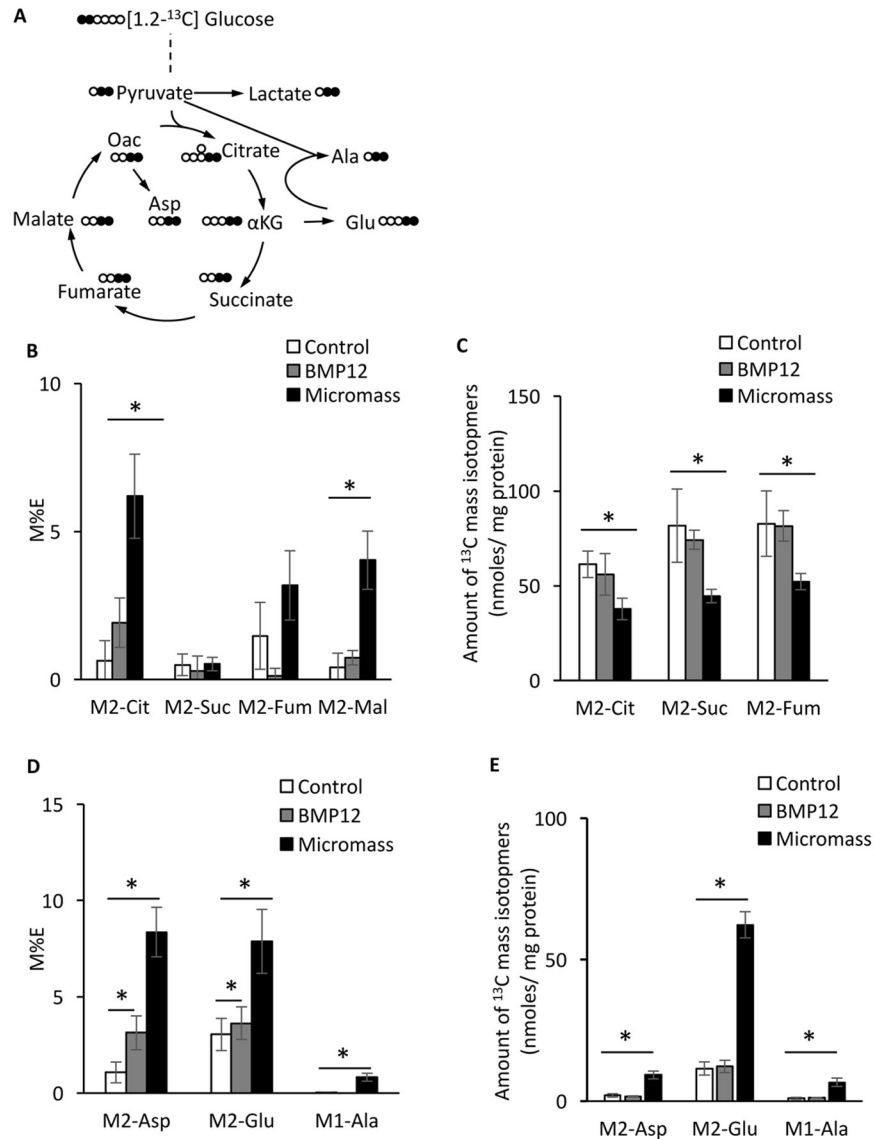 A
[1.2-¹³C] Glucose
Pyruvate
Lactate
Oac
Citrate
Ala
Asp
Malate
αKG
Glu
Fumarate
Succinate
B
Control
BMP12
Micromass
10
5
0
M%E
*
*
M2-Cit
M2-Suc
M2-Fum
M2-Mal
C
Control
BMP12
Micromass
150
100
50
0
Amount of ¹³C mass isotopmers
(nmoles/ mg protein)
*
*
*
M2-Cit
M2-Suc
M2-Fum
D
Control
BMP12
Micromass
15
10
5
0
M%E
*
*
*
*
*
M2-Asp
M2-Glu
M1-Ala
E
Control
BMP12
Micromass
100
50
0
Amount of ¹³C mass isotopmers
(nmoles/ mg protein)
*
*
*
M2-Asp
M2-Glu
M1-Ala